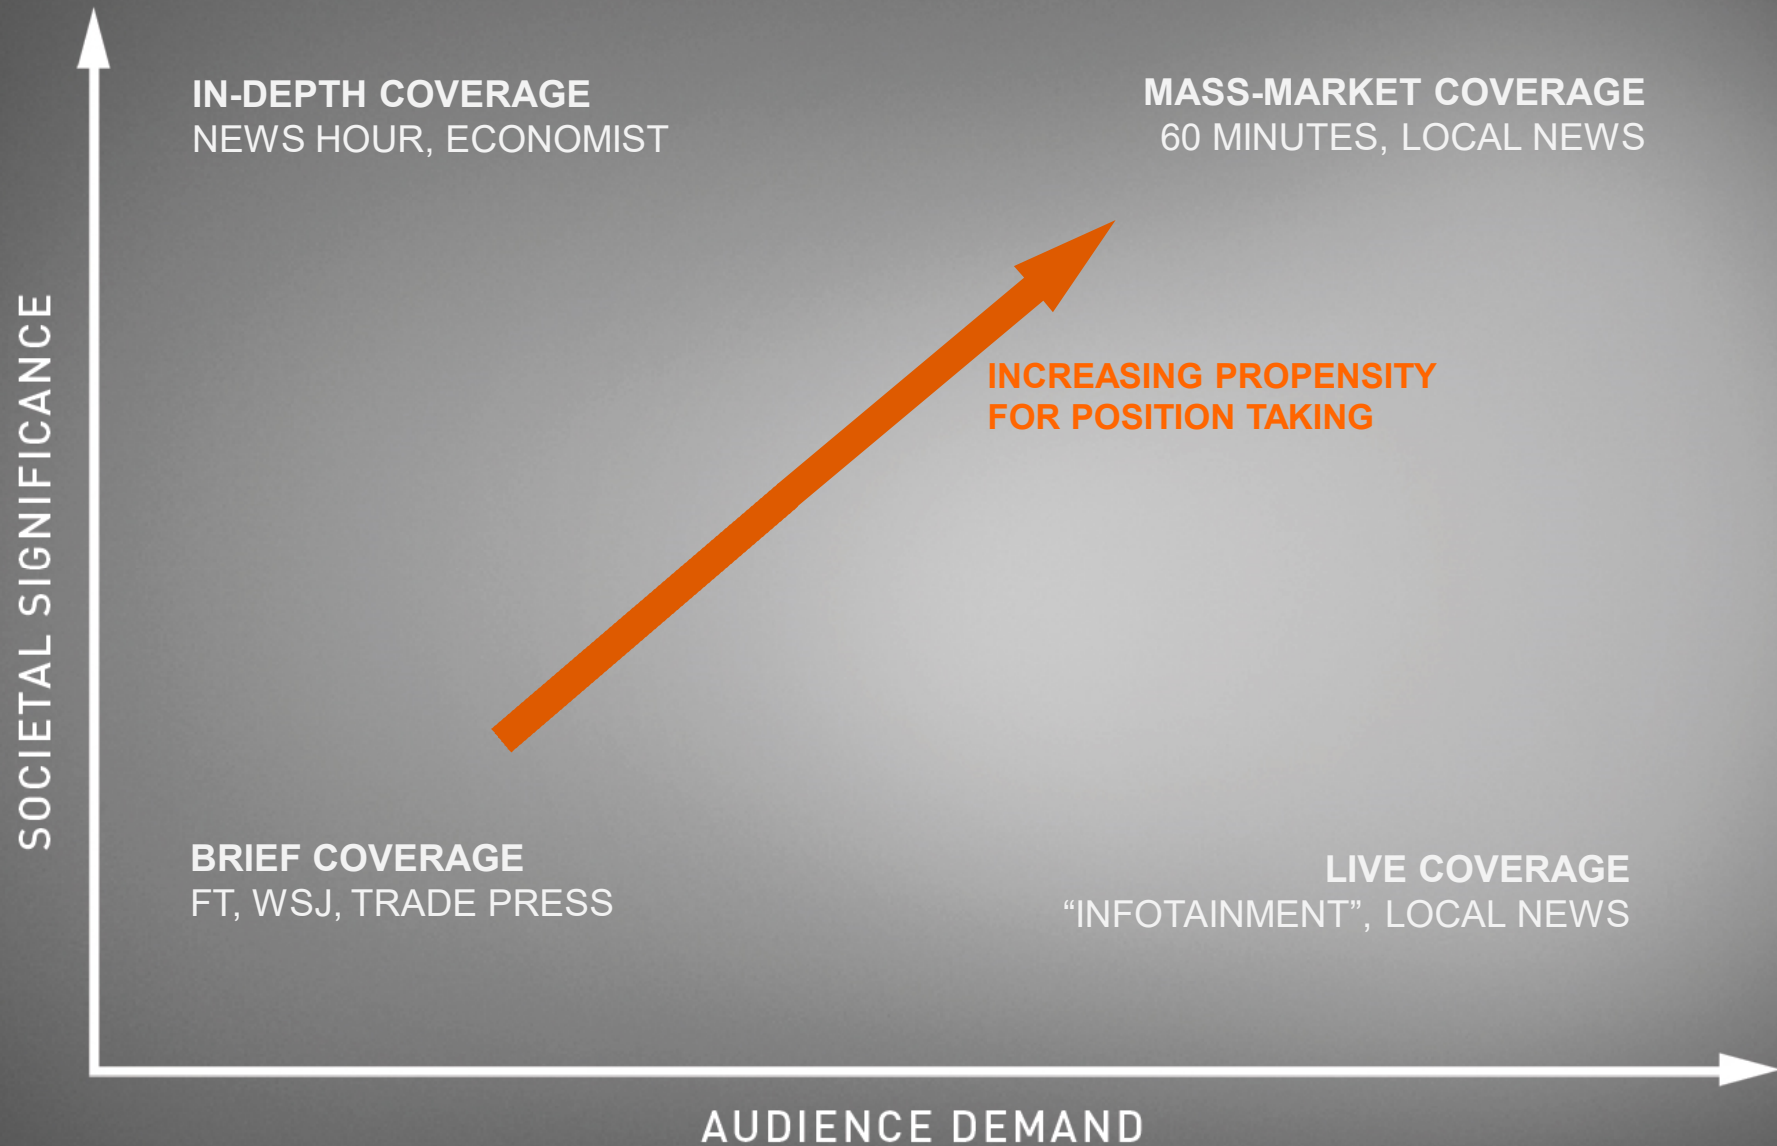 IN-DEPTH COVERAGE
NEWS HOUR, ECONOMIST
MASS-MARKET COVERAGE
60 MINUTES, LOCAL NEWS
SOCIETAL SIGNIFICANCE
INCREASING PROPENSITY
FOR POSITION TAKING
BRIEF COVERAGE
FT, WSJ, TRADE PRESS
LIVE COVERAGE
“INFOTAINMENT”, LOCAL NEWS
AUDIENCE DEMAND